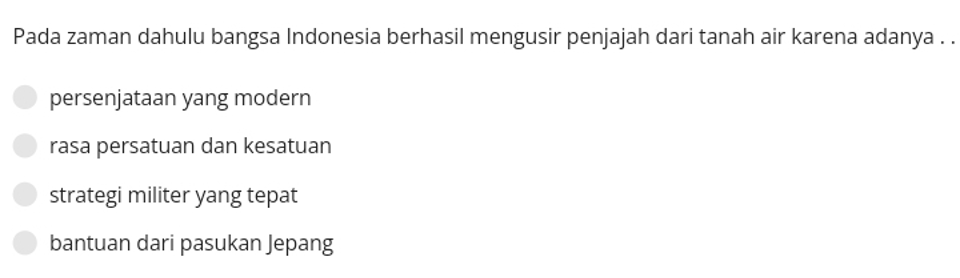 Pada zaman dahulu bangsa Indonesia berhasil mengusir penjajah dari tanah air karena adanya . .
persenjataan yang modern
rasa persatuan dan kesatuan
strategi militer yang tepat
bantuan dari pasukan Jepang